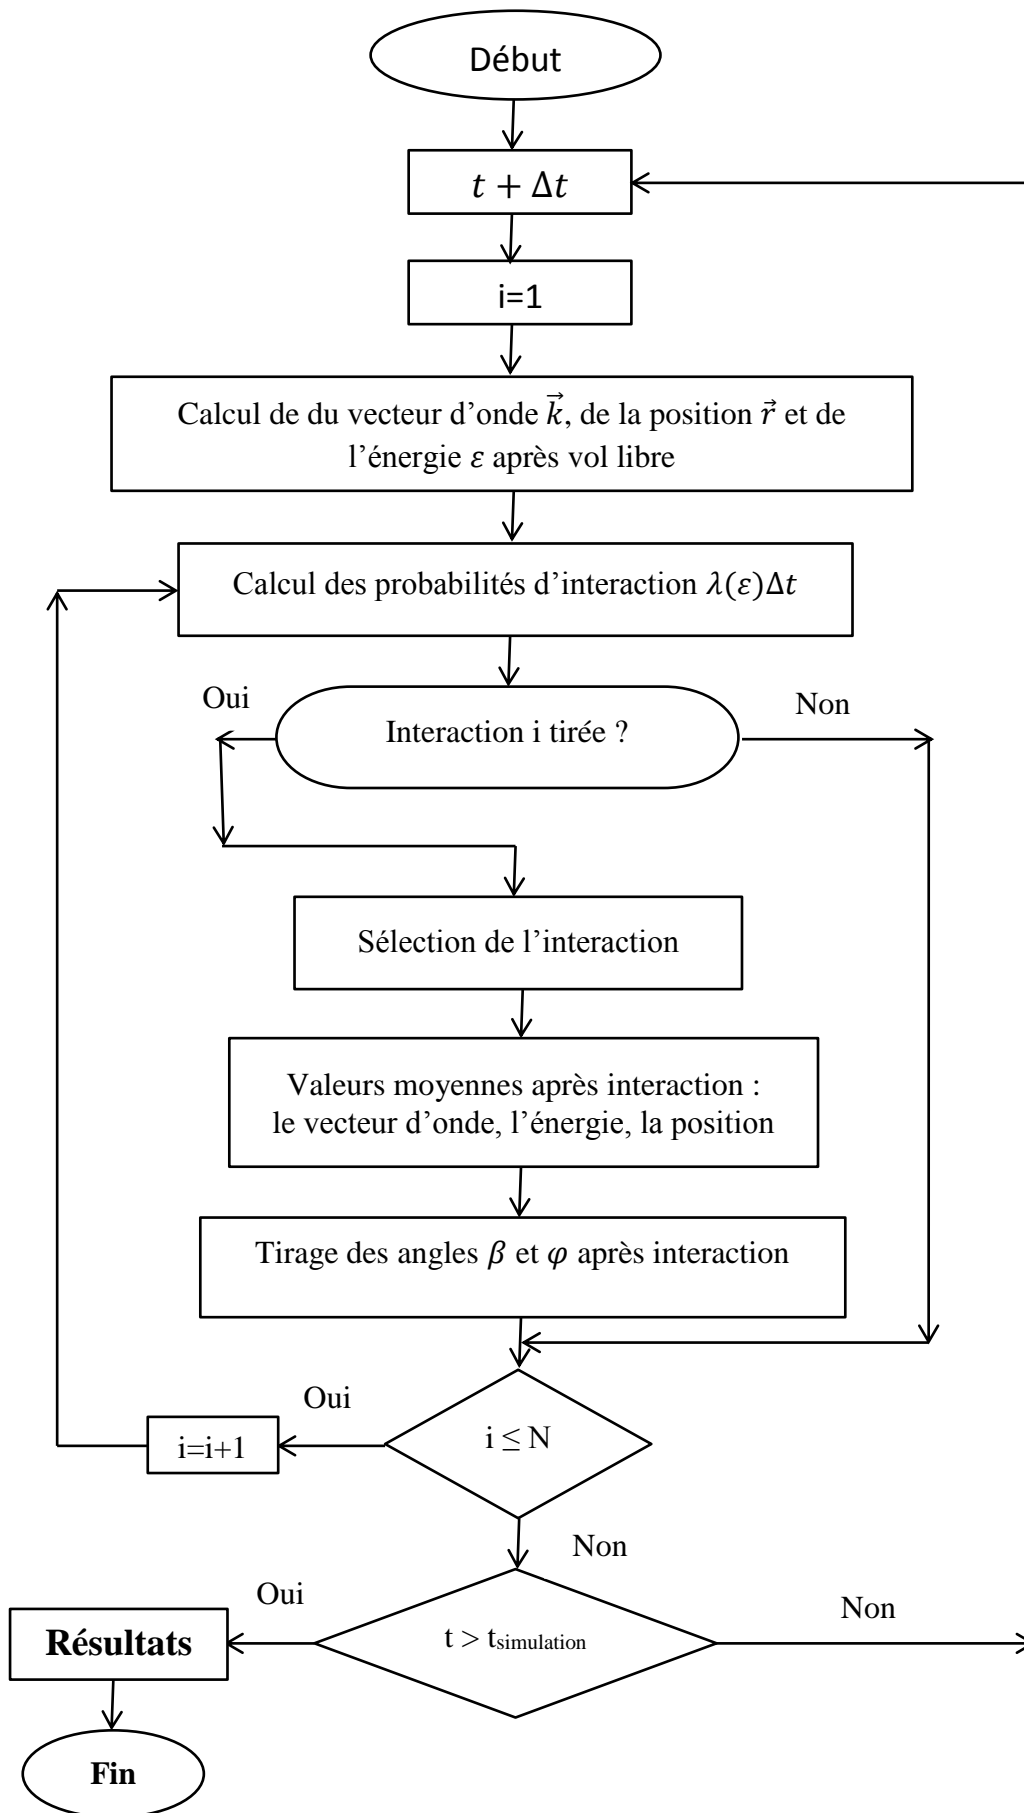 Début
t + Δt
i=1
Calcul de du vecteur d’onde k⃗, de la position r⃗ et de
l’énergie ε après vol libre
Calcul des probabilités d’interaction λ(ε)Δt
Oui
Non
Interaction i tirée ?
Sélection de l’interaction
Valeurs moyennes après interaction :
le vecteur d’onde, l’énergie, la position
Tirage des angles β et φ après interaction
Oui
i ≤ N
i=i+1
Non
Oui
Non
Résultats
t > tsimulation
Fin